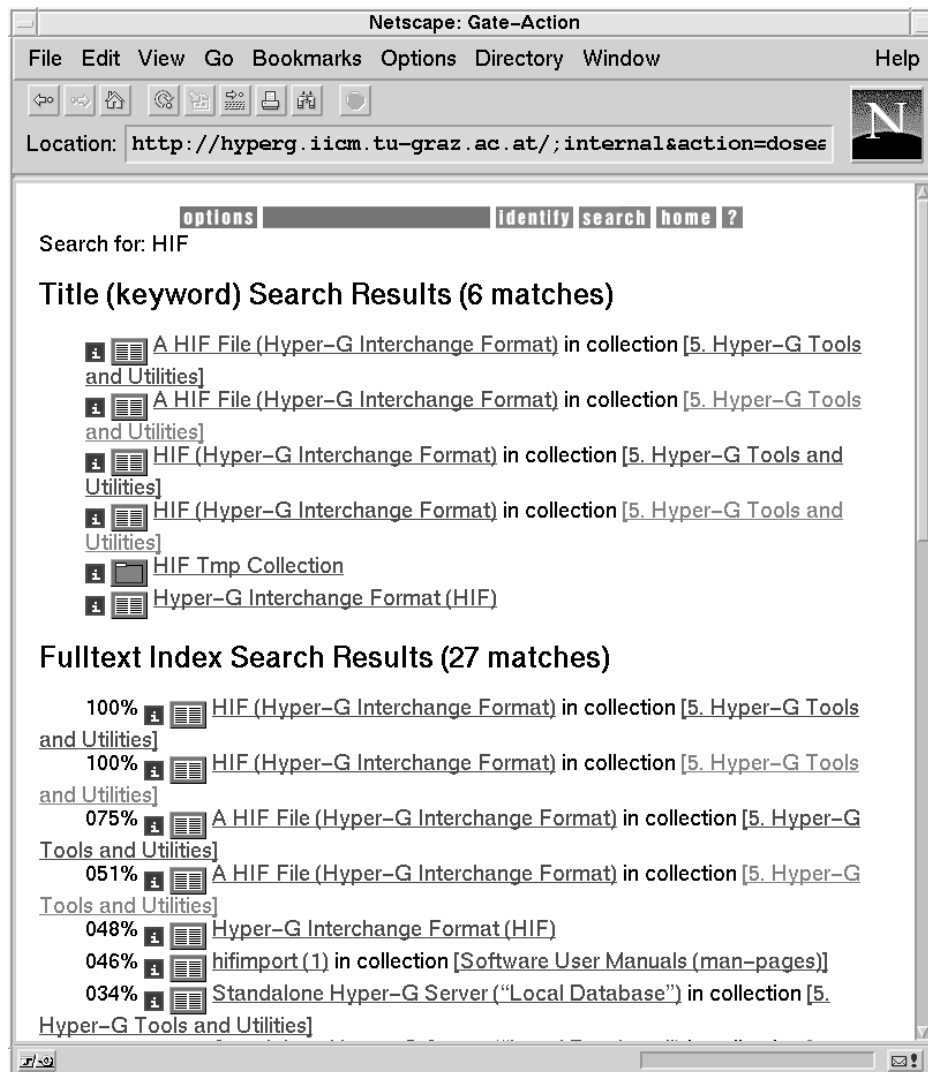 Netscape: Gate-Action
File Edit View Go Bookmarks Options Directory Window Help
N
Location: http://hyperg.iicm.tu-graz.ac.at/;internal&action=dosea
options identify search home ?
Search for: HIF
Title (keyword) Search Results (6 matches)
i A HIF File (Hyper-G Interchange Format) in collection [5. Hyper-G Tools
and Utilities]
i A HIF File (Hyper-G Interchange Format) in collection [5. Hyper-G Tools
and Utilities]
i HIF (Hyper-G Interchange Format) in collection [5. Hyper-G Tools and
Utilities]
i HIF (Hyper-G Interchange Format) in collection [5. Hyper-G Tools and
Utilities]
i HIF Tmp Collection
i Hyper-G Interchange Format (HIF)
Fulltext Index Search Results (27 matches)
100% i HIF (Hyper-G Interchange Format) in collection [5. Hyper-G Tools
and Utilities]
100% i HIF (Hyper-G Interchange Format) in collection [5. Hyper-G Tools
and Utilities]
075% i A HIF File (Hyper-G Interchange Format) in collection [5. Hyper-G
Tools and Utilities]
051% i A HIF File (Hyper-G Interchange Format) in collection [5. Hyper-G
Tools and Utilities]
048% i Hyper-G Interchange Format (HIF)
046% i hifimport (1) in collection [Software User Manuals (man-pages)]
034% i Standalone Hyper-G Server (“Local Database”) in collection [5.
Hyper-G Tools and Utilities]